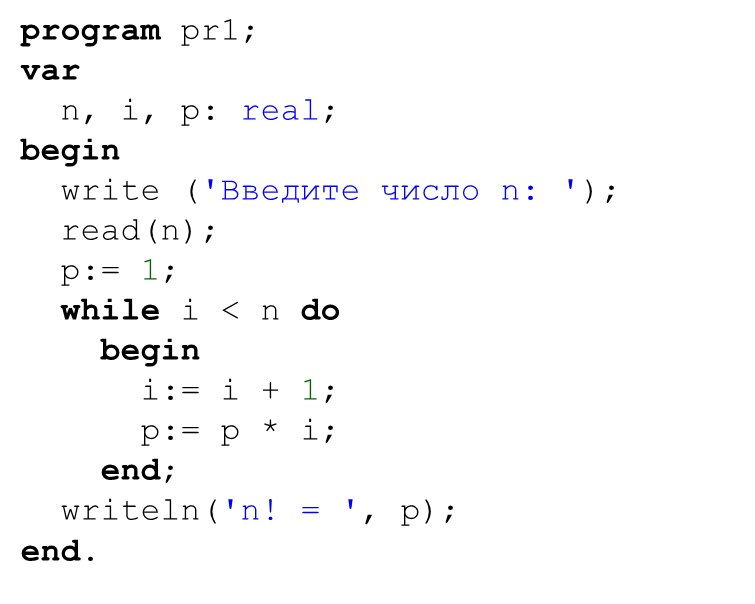 program pr1;
var
  n, i, p: real;
begin
  write ('Введите число n: ');
  read(n);
  p:= 1;
  while i < n do
    begin
      i:= i + 1;
      p:= p * i;
    end;
  writeln('n! = ', p);
end.